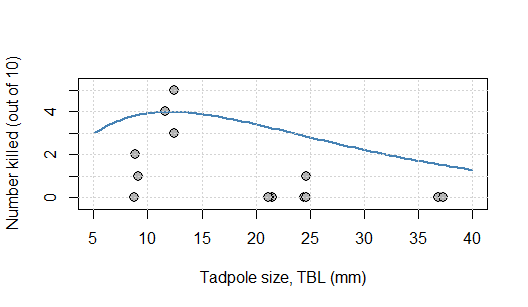 Number killed (out of 10)
4
2
0
5 10 15 20 25 30 35 40
Tadpole size, TBL (mm)